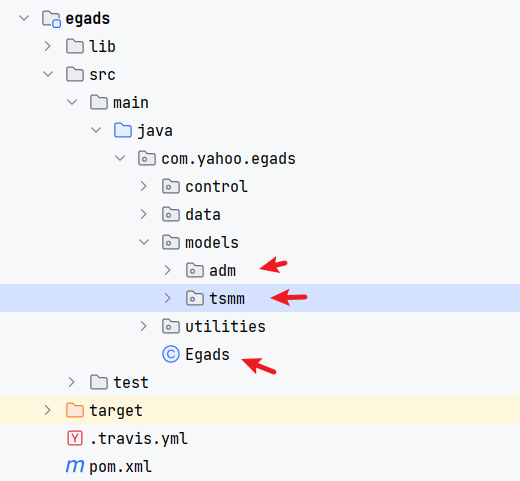 egads
lib
src
main
java
com.yahoo.egads
control
data
models
adm
tsmm
utilities
C Egads
test
target
Y .travis.yml
m pom.xml